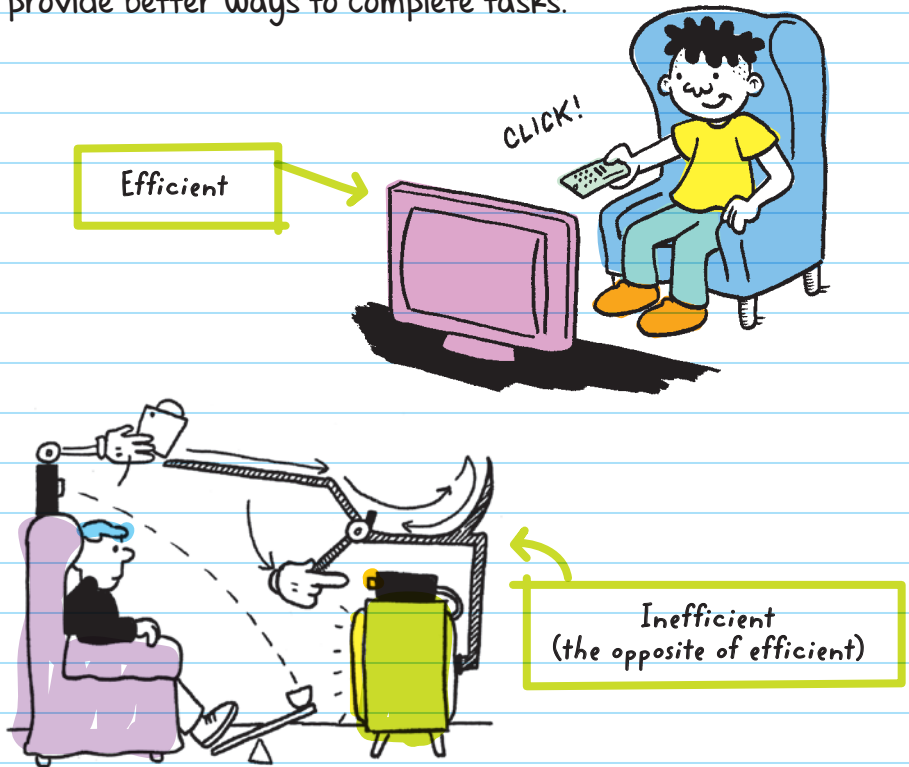 provide better ways to complete tasks.
CLICK!
Efficient
Inefficient
(the opposite of efficient)